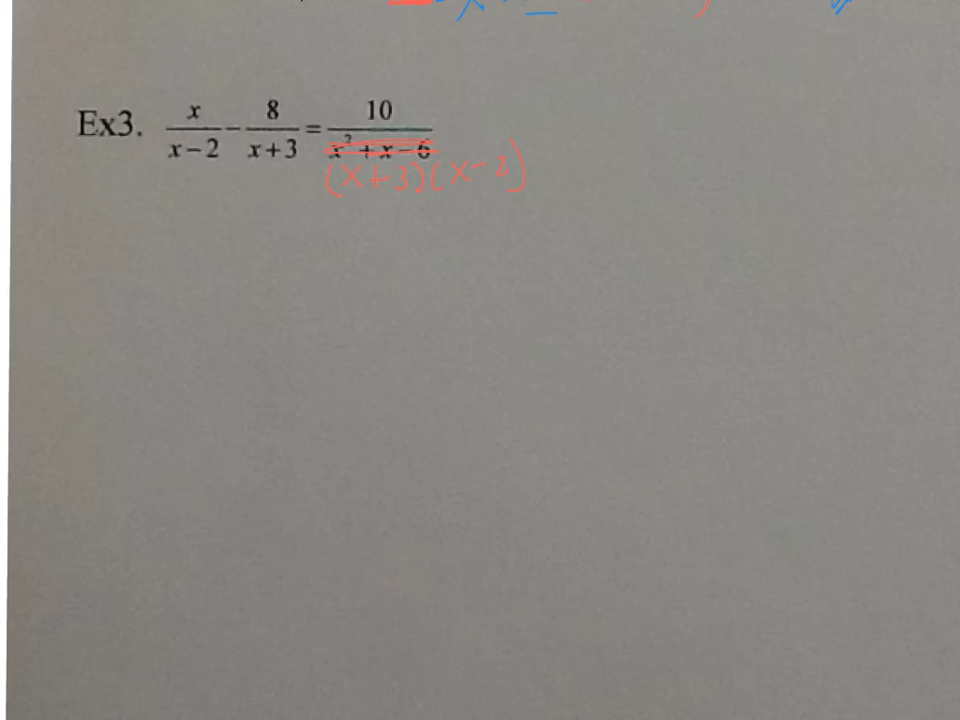 Ex3. x/(x-2) - 8/(x+3) = 10/(x² + x - 6)
(x+3)(x-2)